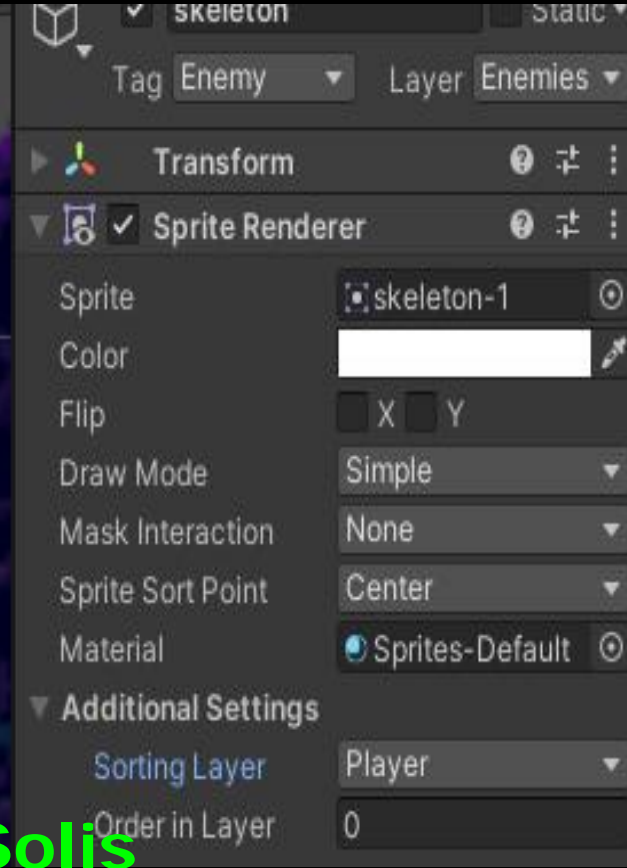 skeleton Static
Tag Enemy Layer Enemies
Transform
Sprite Renderer
Sprite skeleton-1
Color
Flip X Y
Draw Mode Simple
Mask Interaction None
Sprite Sort Point Center
Material Sprites-Default
Additional Settings
Sorting Layer Player
Order in Layer 0
Solis